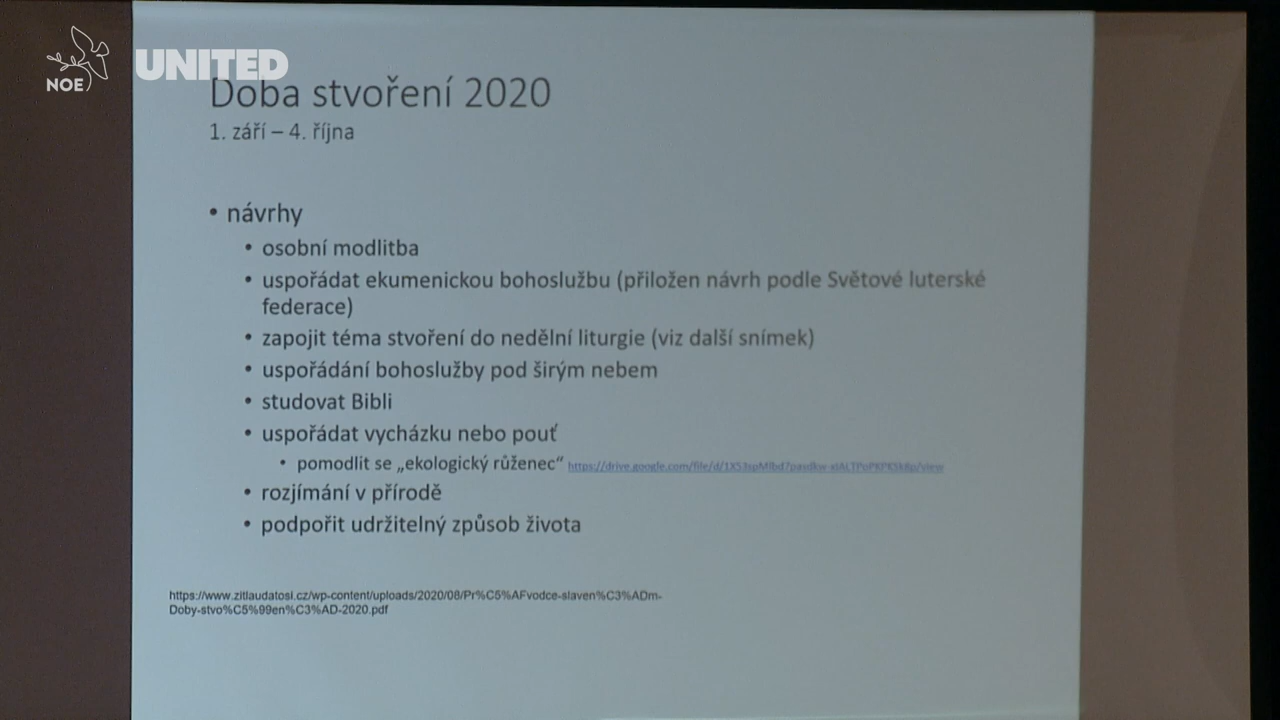 NOE
UNITED
Doba stvoření 2020
1. září – 4. října
• návrhy
• osobní modlitba
• uspořádat ekumenickou bohoslužbu (přiložen návrh podle Světové luterské
federace)
• zapojit téma stvoření do nedělní liturgie (viz další snímek)
• uspořádání bohoslužby pod širým nebem
• studovat Bibli
• uspořádat vycházku nebo pouť
• pomodlit se „ekologický růženec“
• rozjímání v přírodě
• podpořit udržitelný způsob života
https://www.zitlaudatosi.cz/wp-content/uploads/2020/08/Pr%C5%AFvodce-slaven%C3%ADm-
Doby-stvo%C5%99en%C3%AD-2020.pdf